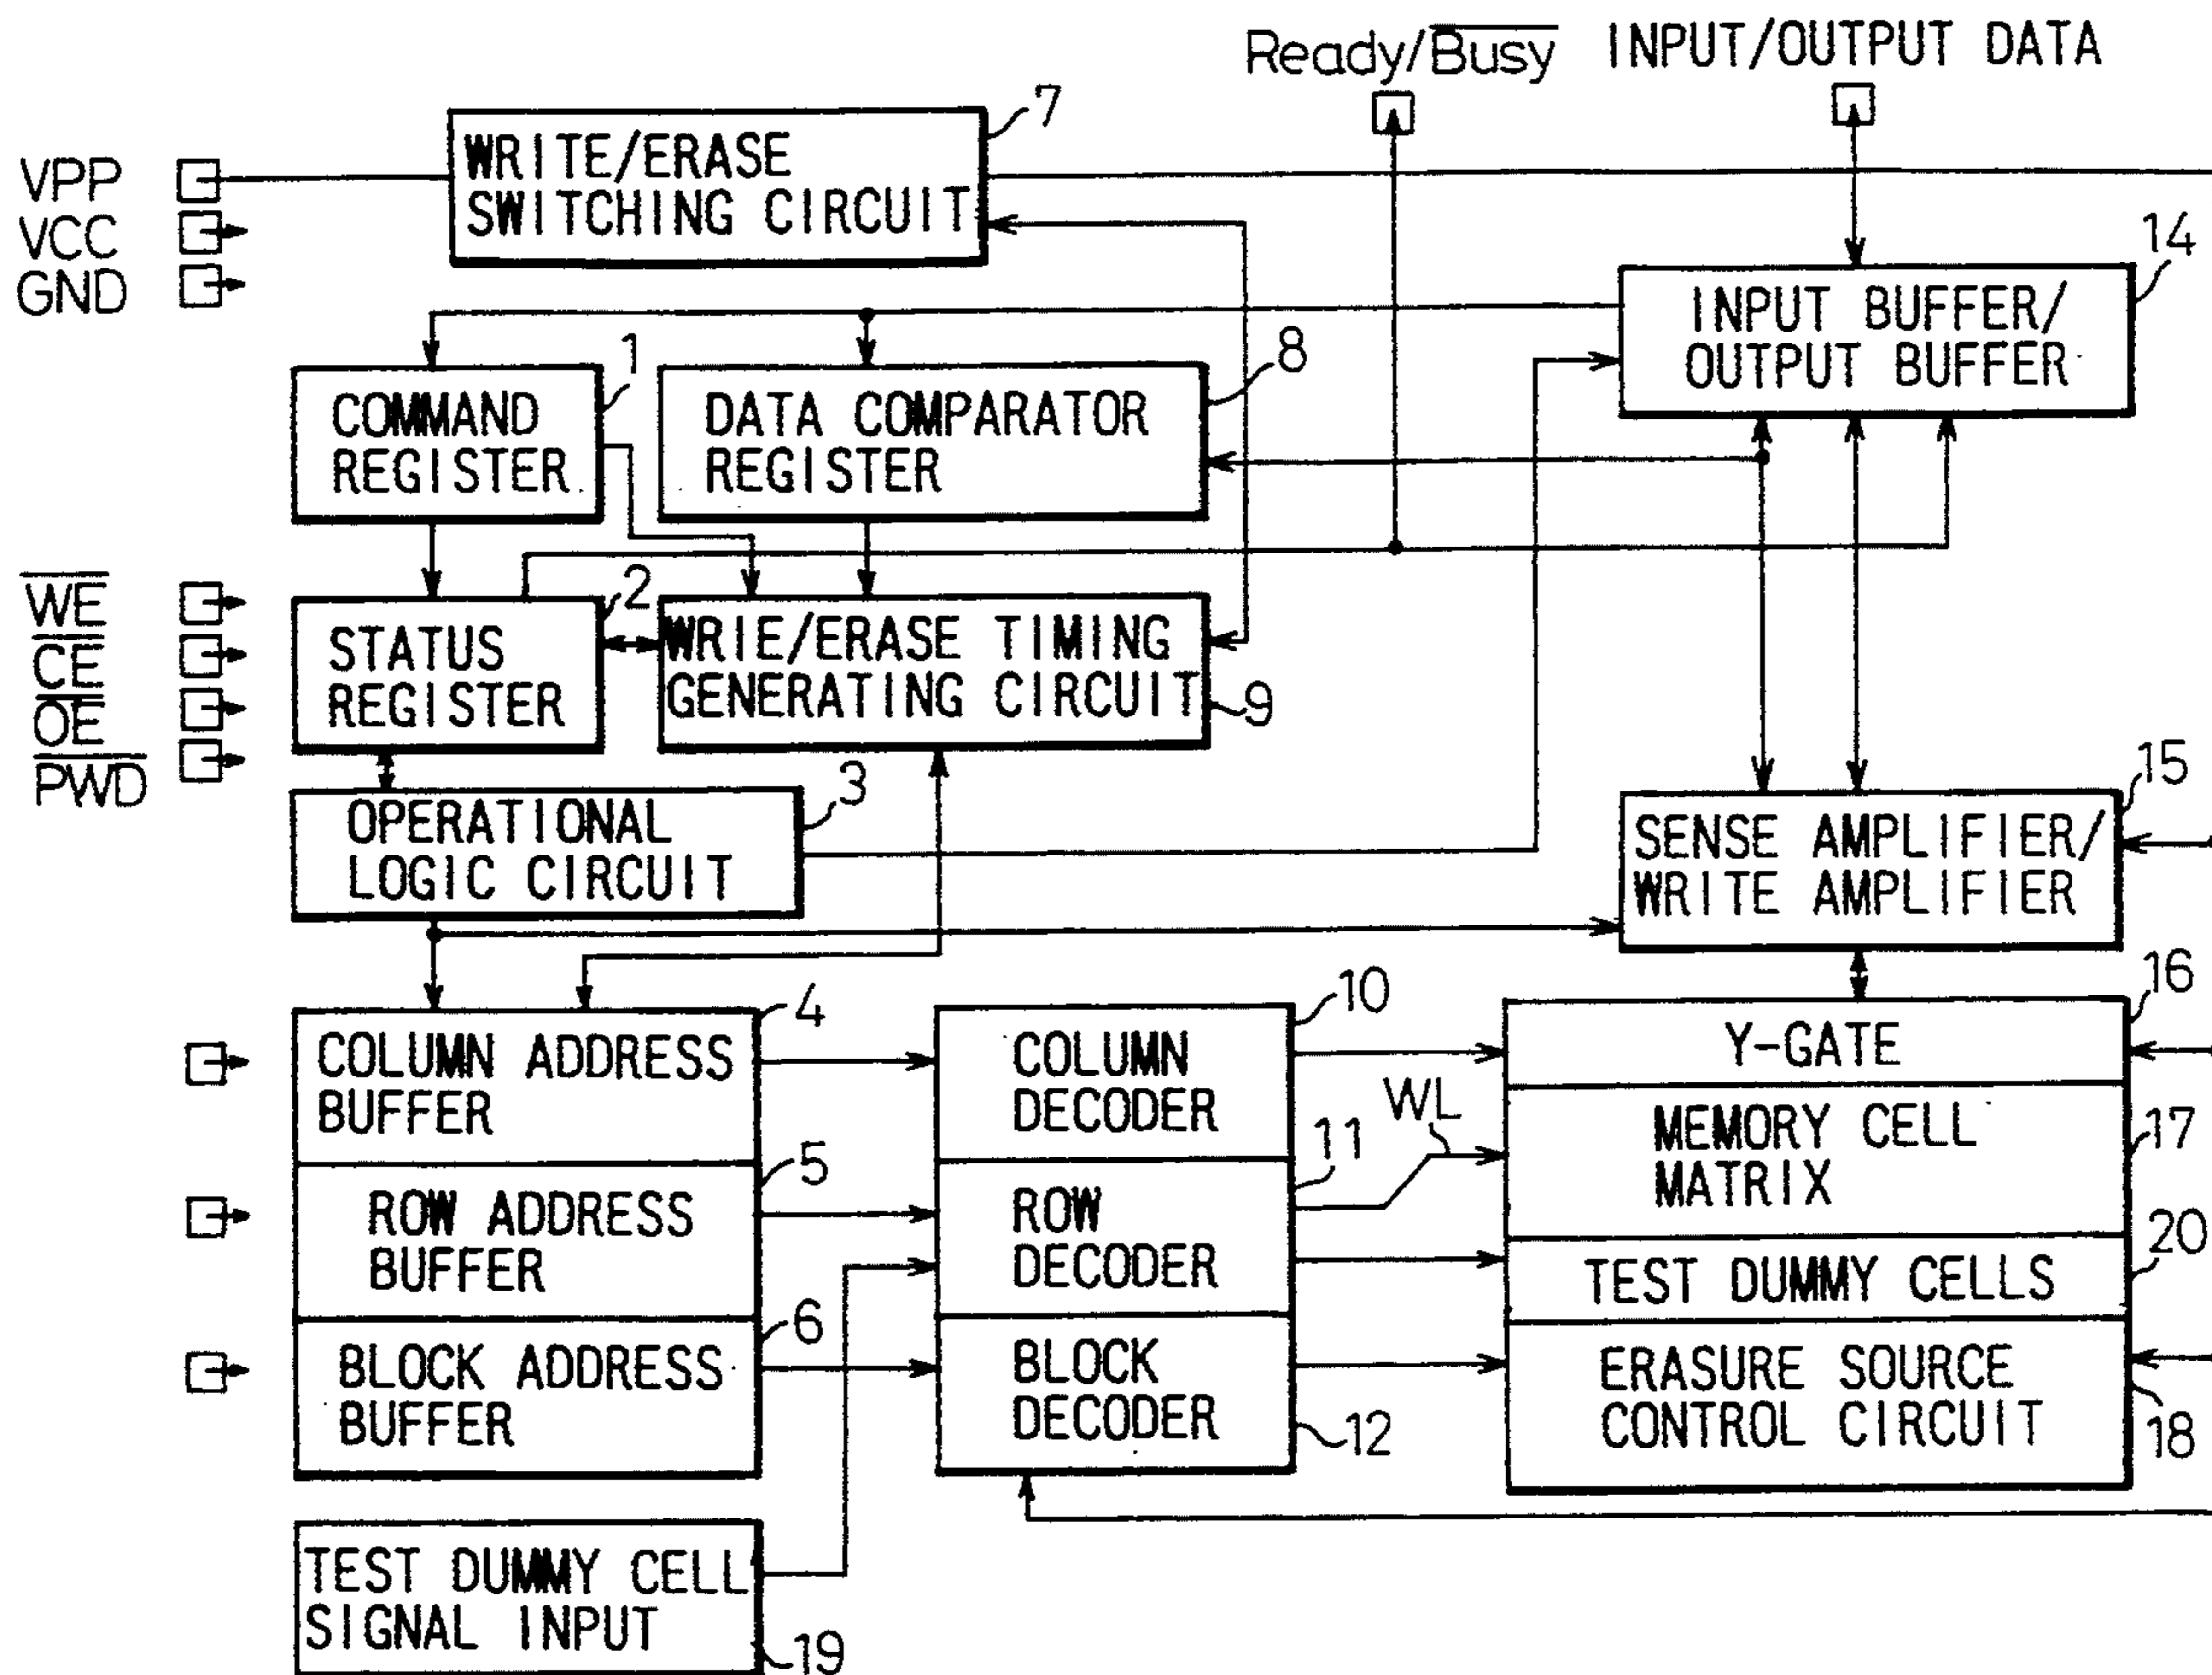 Ready/Busy INPUT/OUTPUT DATA
7
VPP
WRITE/ERASE
SWITCHING CIRCUIT
VCC
GND
14
INPUT BUFFER/
OUTPUT BUFFER
1
8
COMMAND
REGISTER
DATA COMPARATOR
REGISTER
WE
CE
OE
PWD
2
STATUS
REGISTER
WRIE/ERASE TIMING
GENERATING CIRCUIT
9
3
OPERATIONAL
LOGIC CIRCUIT
15
SENSE AMPLIFIER/
WRITE AMPLIFIER
4
COLUMN ADDRESS
BUFFER
10
COLUMN
DECODER
16
Y-GATE
WL
5
ROW ADDRESS
BUFFER
11
ROW
DECODER
MEMORY CELL
MATRIX
17
20
TEST DUMMY CELLS
6
BLOCK ADDRESS
BUFFER
BLOCK
DECODER
12
ERASURE SOURCE
CONTROL CIRCUIT
18
TEST DUMMY CELL
SIGNAL INPUT
19